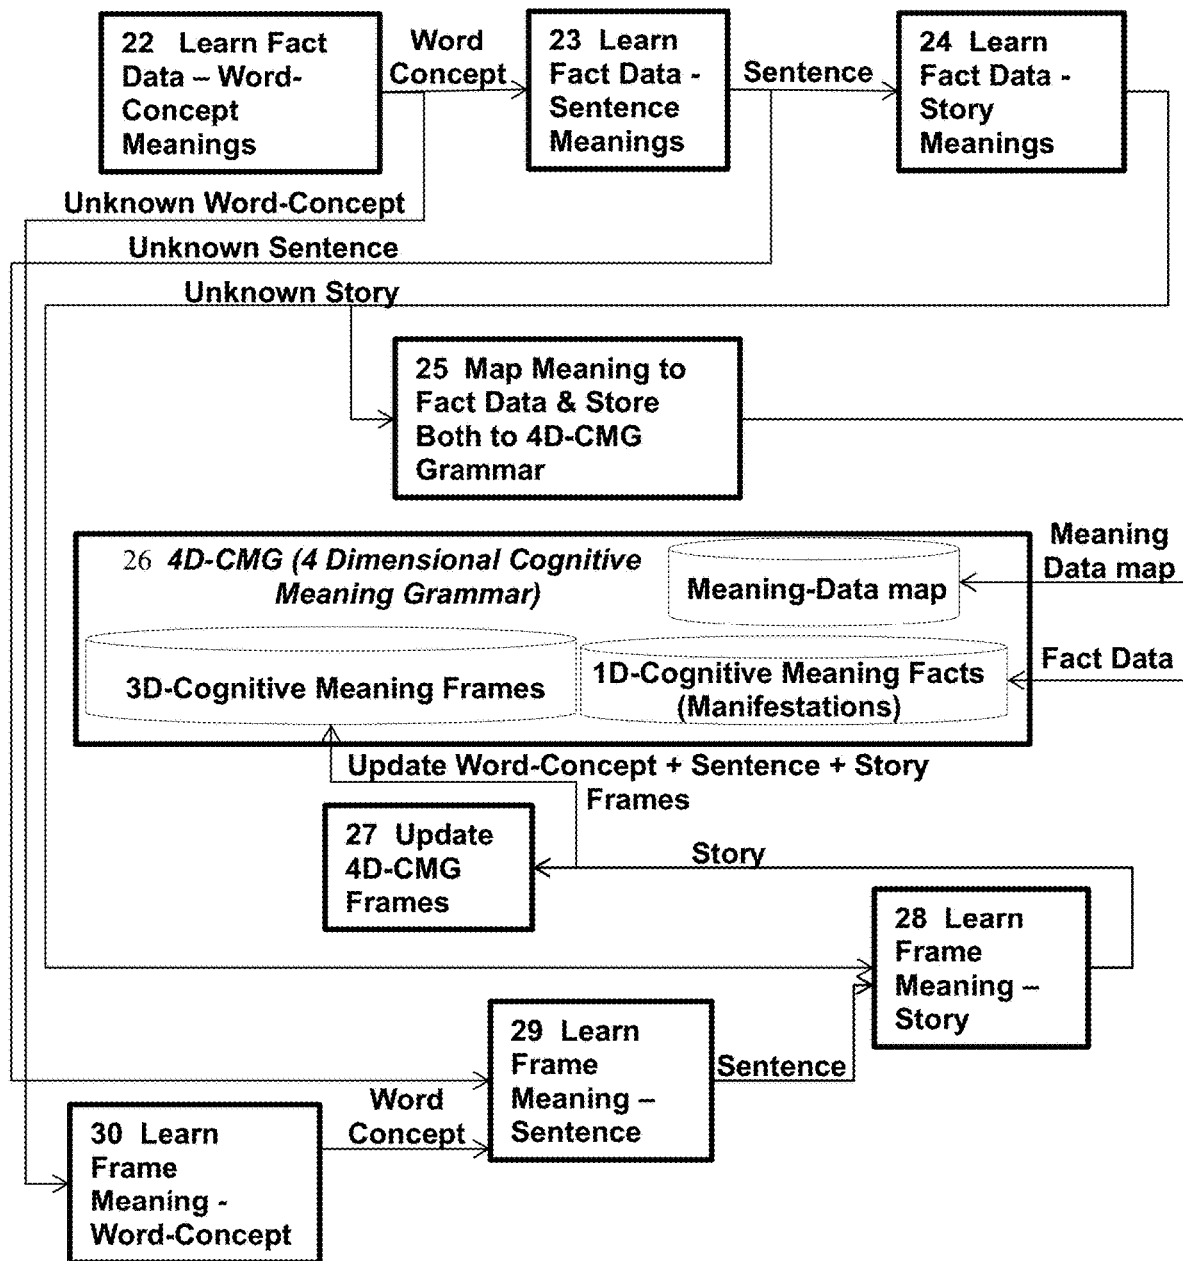 22 Learn Fact
Data – Word-
Concept
Meanings
Word
Concept
23 Learn
Fact Data -
Sentence
Meanings
Sentence
24 Learn
Fact Data -
Story
Meanings
Unknown Word-Concept
Unknown Sentence
Unknown Story
25 Map Meaning to
Fact Data & Store
Both to 4D-CMG
Grammar
26 4D-CMG (4 Dimensional Cognitive
Meaning Grammar)
Meaning-Data map
Meaning
Data map
3D-Cognitive Meaning Frames
1D-Cognitive Meaning Facts
(Manifestations)
Fact Data
Update Word-Concept + Sentence + Story
Frames
27 Update
4D-CMG
Frames
Story
28 Learn
Frame
Meaning –
Story
29 Learn
Frame
Meaning –
Sentence
Sentence
Word
Concept
30 Learn
Frame
Meaning -
Word-Concept